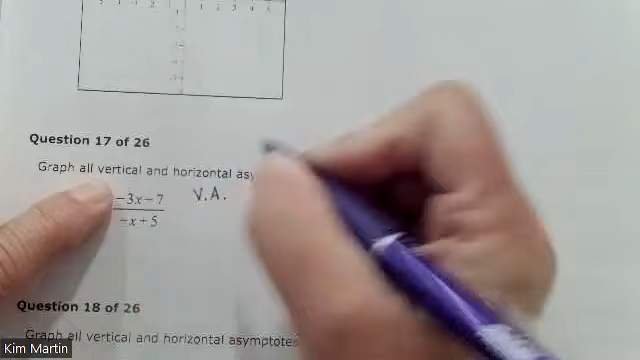 Question 17 of 26
Graph all vertical and horizontal
-3x-7
-x+5
V.A.
Question 18 of 26
Graph all vertical and horizontal asymptotes
Kim Martin